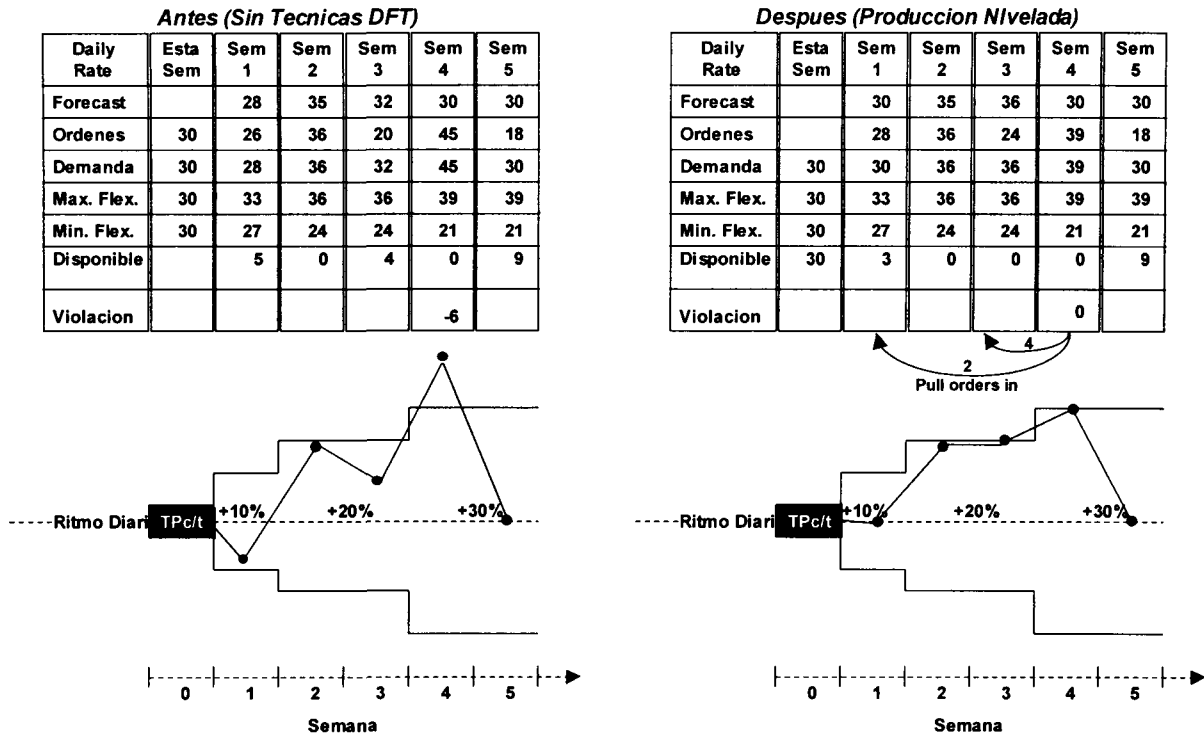 Antes (Sin Tecnicas DFT)
Daily Rate Esta Sem Sem 1 Sem 2 Sem 3 Sem 4 Sem 5
Forecast 28 35 32 30 30
Ordenes 30 26 36 20 45 18
Demanda 30 28 36 32 45 30
Max. Flex. 30 33 36 36 39 39
Min. Flex. 30 27 24 24 21 21
Disponible 5 0 4 0 9
Violacion -6
Ritmo Diari TPc/t +10% +20% +30%
0 1 2 3 4 5
Semana
Despues (Produccion NIvelada)
Daily Rate Esta Sem Sem 1 Sem 2 Sem 3 Sem 4 Sem 5
Forecast 30 35 36 30 30
Ordenes 28 36 24 39 18
Demanda 30 30 36 36 39 30
Max. Flex. 30 33 36 36 39 39
Min. Flex. 30 27 24 24 21 21
Disponible 30 3 0 0 0 9
Violacion 0
4
2
Pull orders in
Ritmo Diari TPc/t +10% +20% +30%
0 1 2 3 4 5
Semana